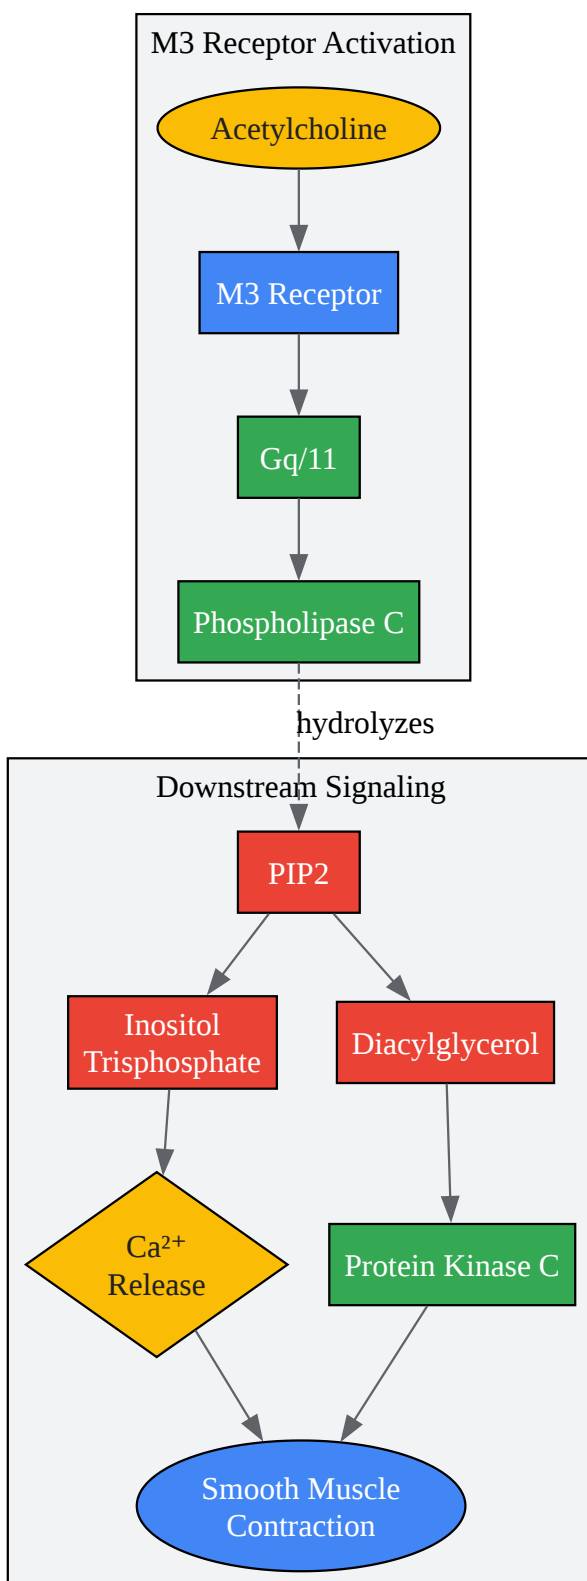 M3 Receptor Activation
Acetylcholine
M3 Receptor
Gq/11
Phospholipase C
hydrolyzes
Downstream Signaling
PIP2
Inositol
Trisphosphate
Diacylglycerol
Ca²⁺
Release
Protein Kinase C
Smooth Muscle
Contraction